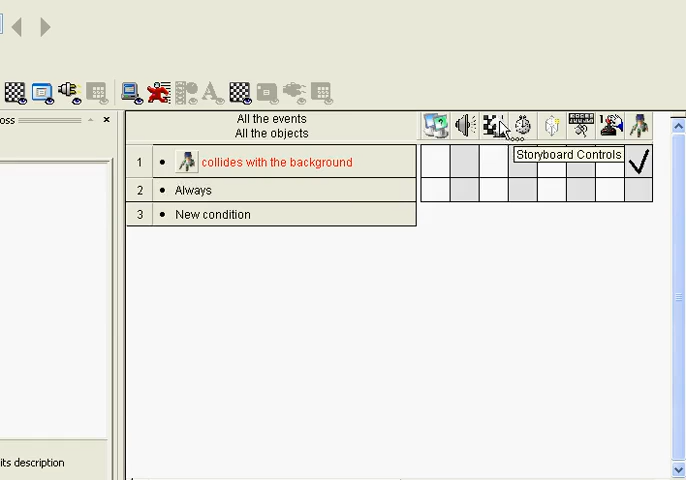 oss
All the events
All the objects
1 • collides with the background
Storyboard Controls
2 • Always
3 • New condition
its description